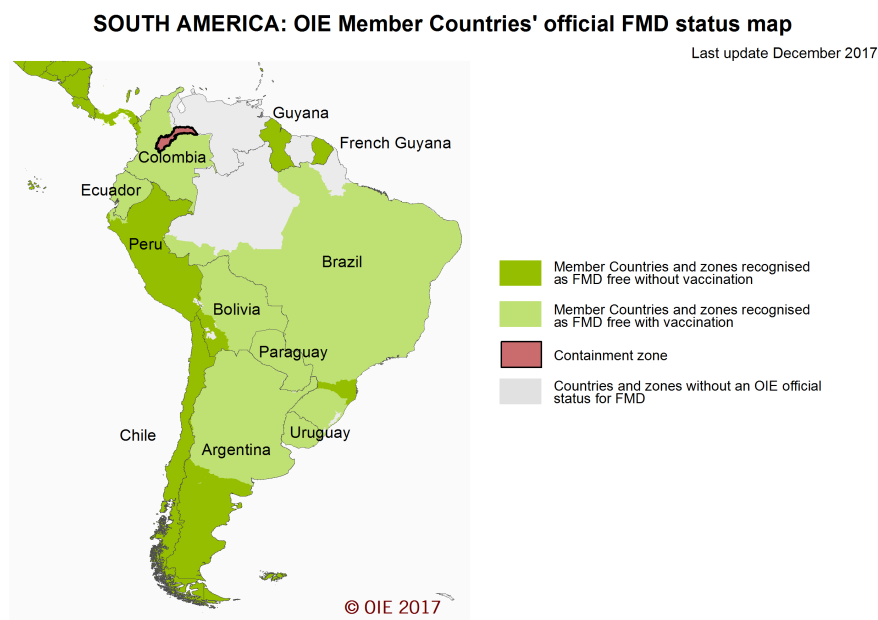 SOUTH AMERICA: OIE Member Countries' official FMD status map
Last update December 2017
Guyana
French Guyana
Colombia
Ecuador
Peru
Brazil
Bolivia
Paraguay
Chile
Uruguay
Argentina
Member Countries and zones recognised
as FMD free without vaccination
Member Countries and zones recognised
as FMD free with vaccination
Containment zone
Countries and zones without an OIE official
status for FMD
© OIE 2017